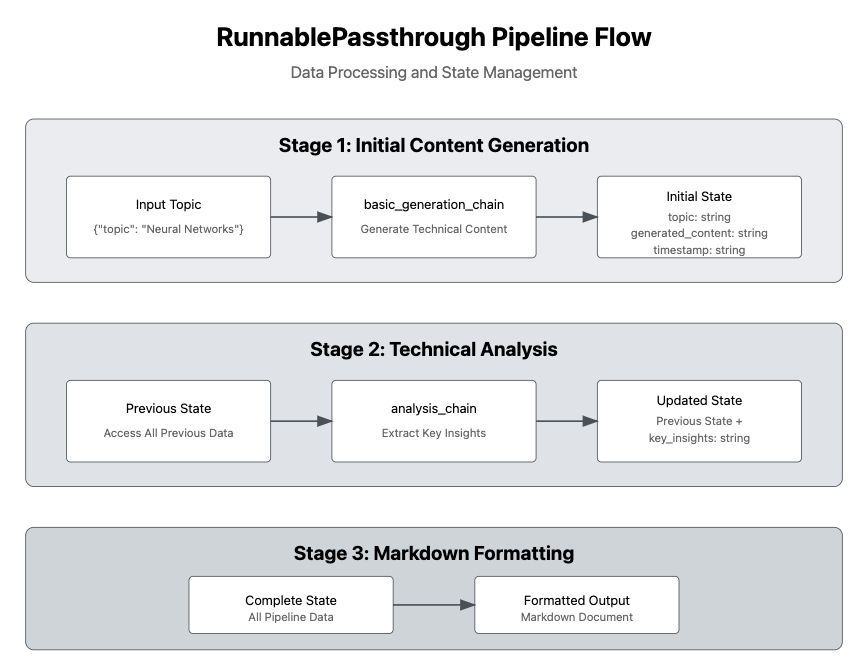 RunnablePassthrough Pipeline Flow
Data Processing and State Management
Stage 1: Initial Content Generation
Input Topic
{"topic": "Neural Networks"}
basic_generation_chain
Generate Technical Content
Initial State
topic: string
generated_content: string
timestamp: string
Stage 2: Technical Analysis
Previous State
Access All Previous Data
analysis_chain
Extract Key Insights
Updated State
Previous State +
key_insights: string
Stage 3: Markdown Formatting
Complete State
All Pipeline Data
Formatted Output
Markdown Document